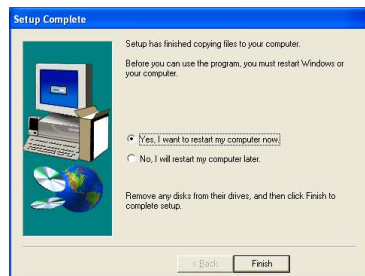 Setup Complete
Setup has finished copying files to your computer.
Before you can use the program, you must restart Windows or
your computer.
Yes, I want to restart my computer now.
No, I will restart my computer later.
Remove any disks from their drives, and then click Finish to
complete setup.
< Back
Finish